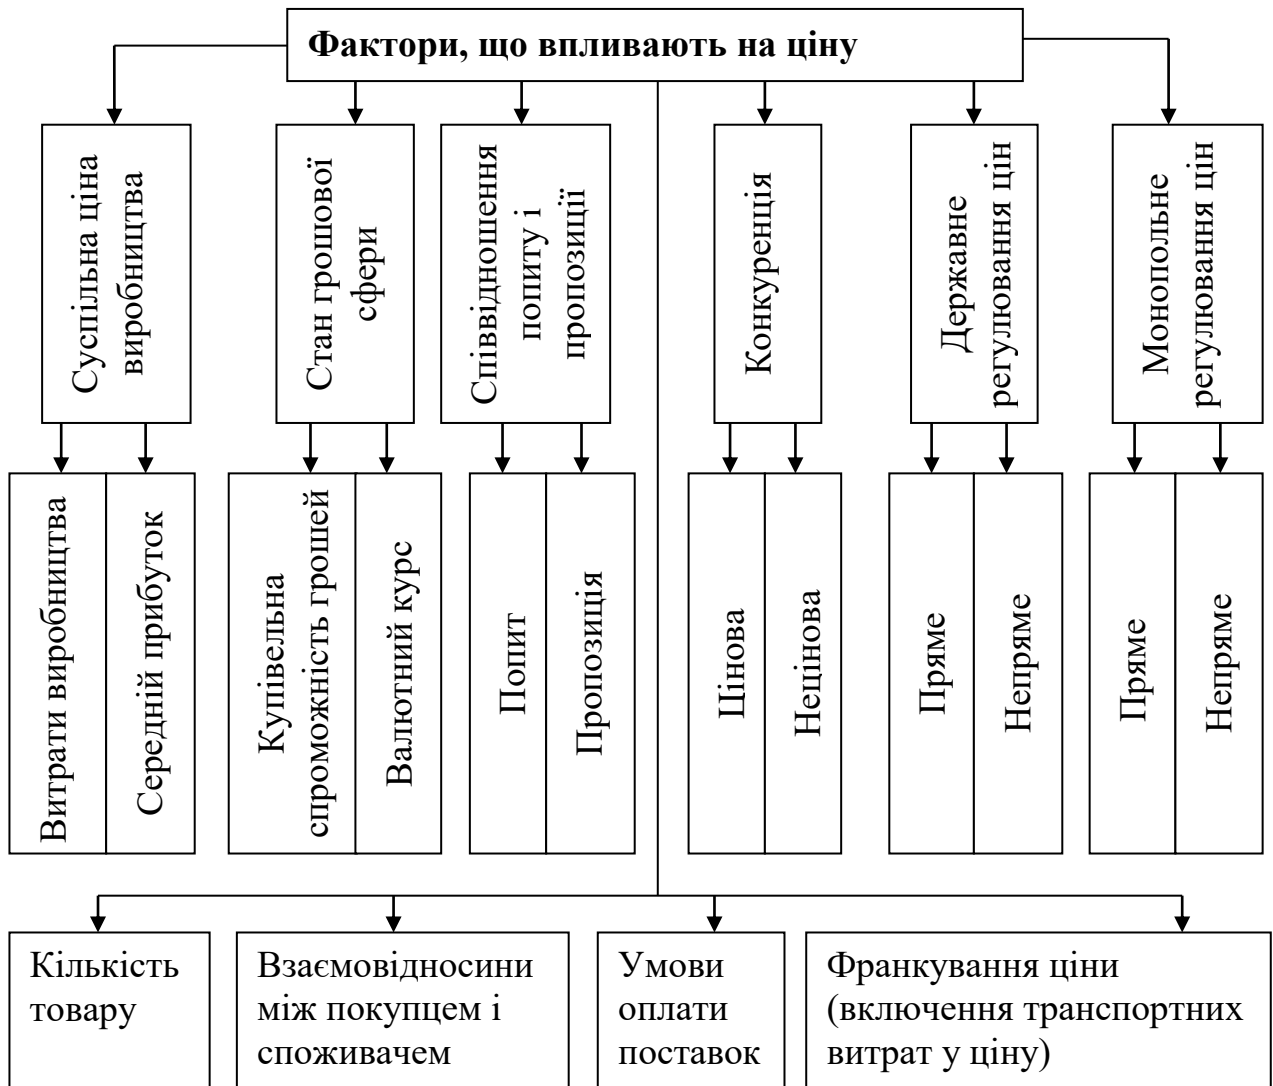 Фактори, що впливають на ціну
Суспільна ціна
виробництва
Стан грошової
сфери
Співвідношення
попиту і
пропозиції
Конкуренція
Державне
регулювання цін
Монопольне
регулювання цін
Витрати виробництва
Середній прибуток
Купівельна
спроможність грошей
Валютний курс
Попит
Пропозиція
Цінова
Нецінова
Пряме
Непряме
Пряме
Непряме
Кількість
товару
Взаємовідносини
між покупцем і
споживачем
Умови
оплати
поставок
Франкування ціни
(включення транспортних
витрат у ціну)